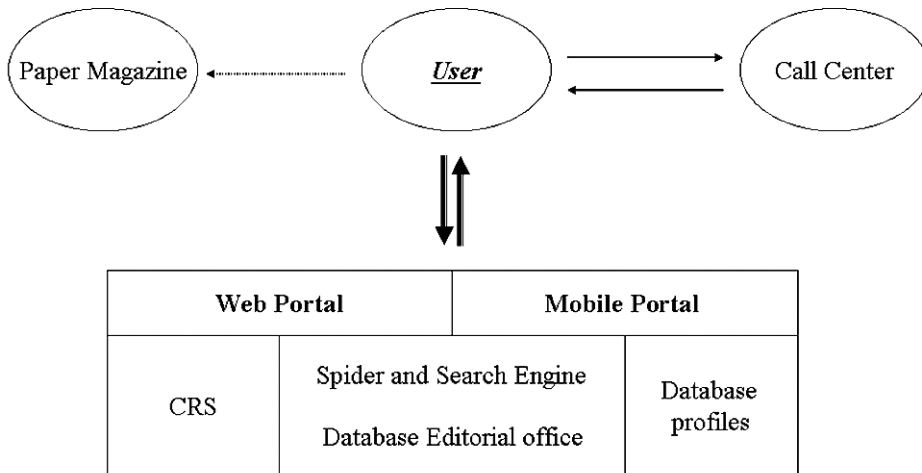 Paper Magazine
User
Call Center
Web Portal
Mobile Portal
CRS
Spider and Search Engine
Database Editorial office
Database
profiles